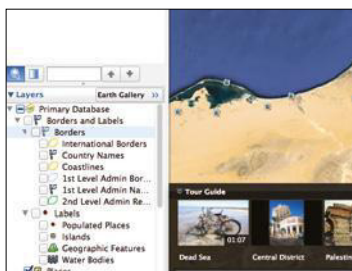 Layers
Earth Gallery »
Primary Database
Borders and Labels
Borders
International Borders
Country Names
Coastlines
1st Level Admin Bor...
1st Level Admin Na...
2nd Level Admin Re...
Labels
Populated Places
Islands
Geographic Features
Water Bodies
Places
Tour Guide
01:07
Dead Sea
Central District
Palestin